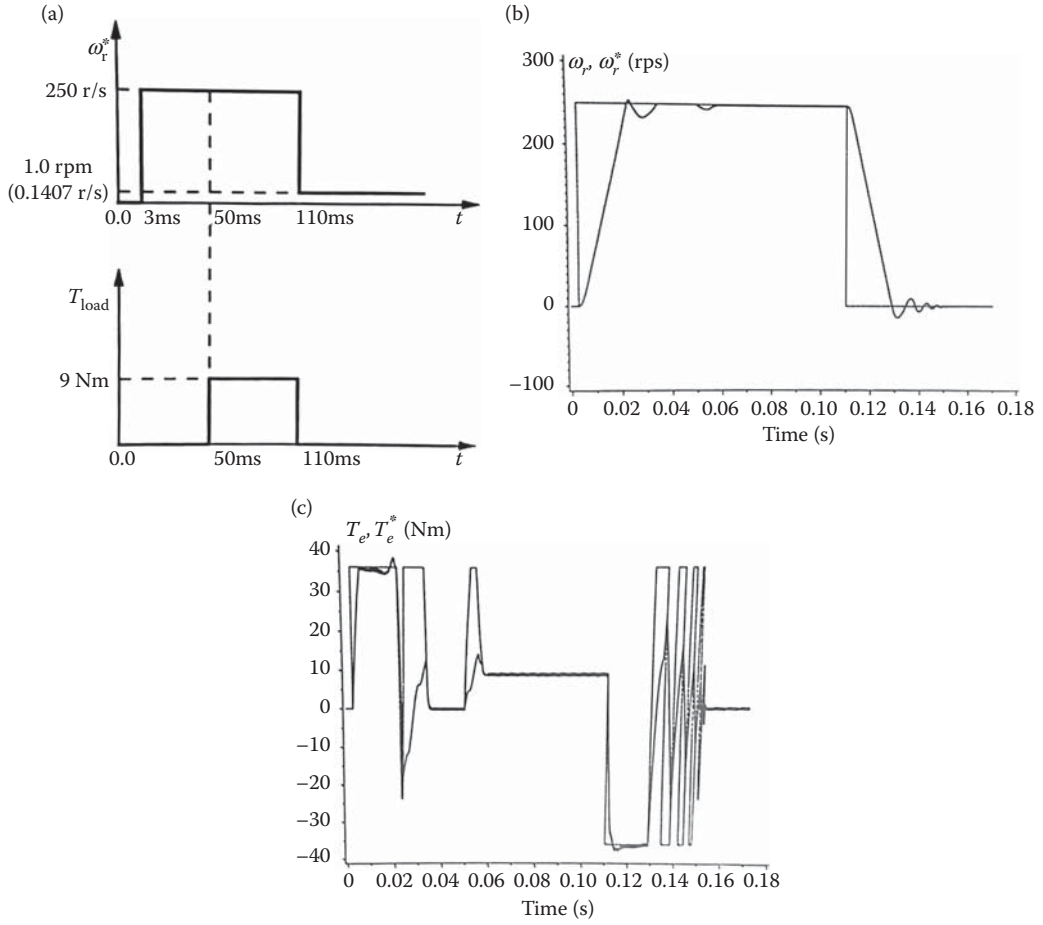 (a)
ωr*
250 r/s
1.0 rpm
(0.1407 r/s)
0.0 3ms 50ms 110ms t
Tload
9 Nm
0.0 50ms 110ms t
(b)
ωr, ωr* (rps)
300
200
100
0
−100
0 0.02 0.04 0.06 0.08 0.10 0.12 0.14 0.16 0.18
Time (s)
(c)
Te, Te* (Nm)
40
30
20
10
0
−10
−20
−30
−40
0 0.02 0.04 0.06 0.08 0.10 0.12 0.14 0.16 0.18
Time (s)